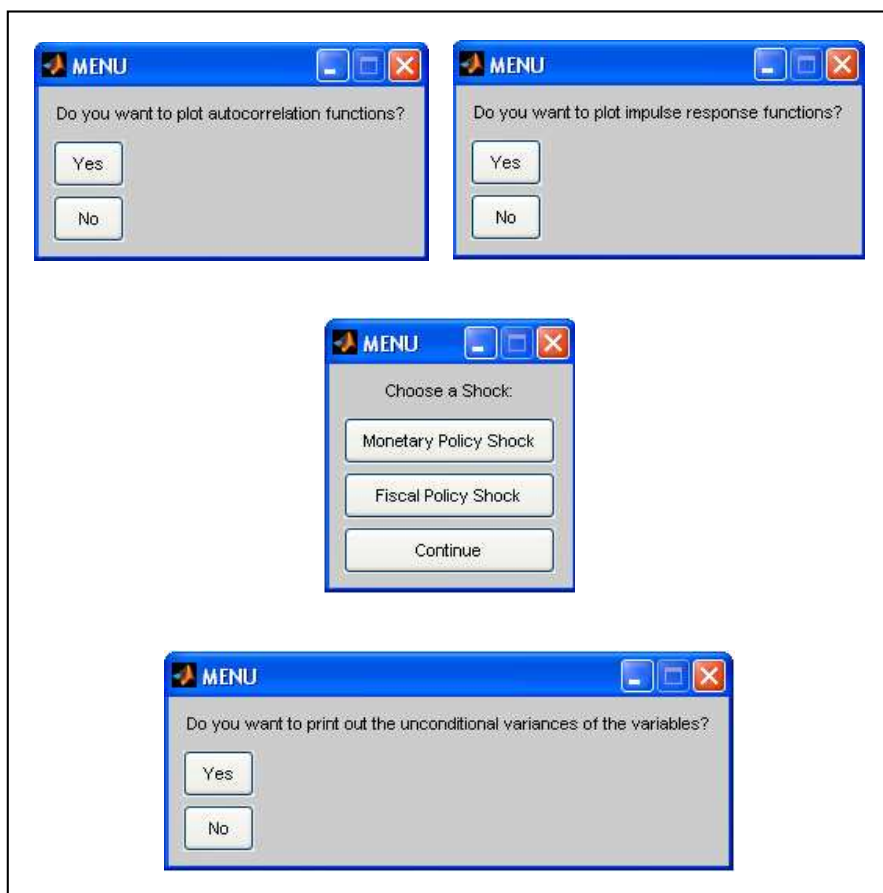 MENU
Do you want to plot autocorrelation functions?
Yes
No
MENU
Do you want to plot impulse response functions?
Yes
No
MENU
Choose a Shock:
Monetary Policy Shock
Fiscal Policy Shock
Continue
MENU
Do you want to print out the unconditional variances of the variables?
Yes
No